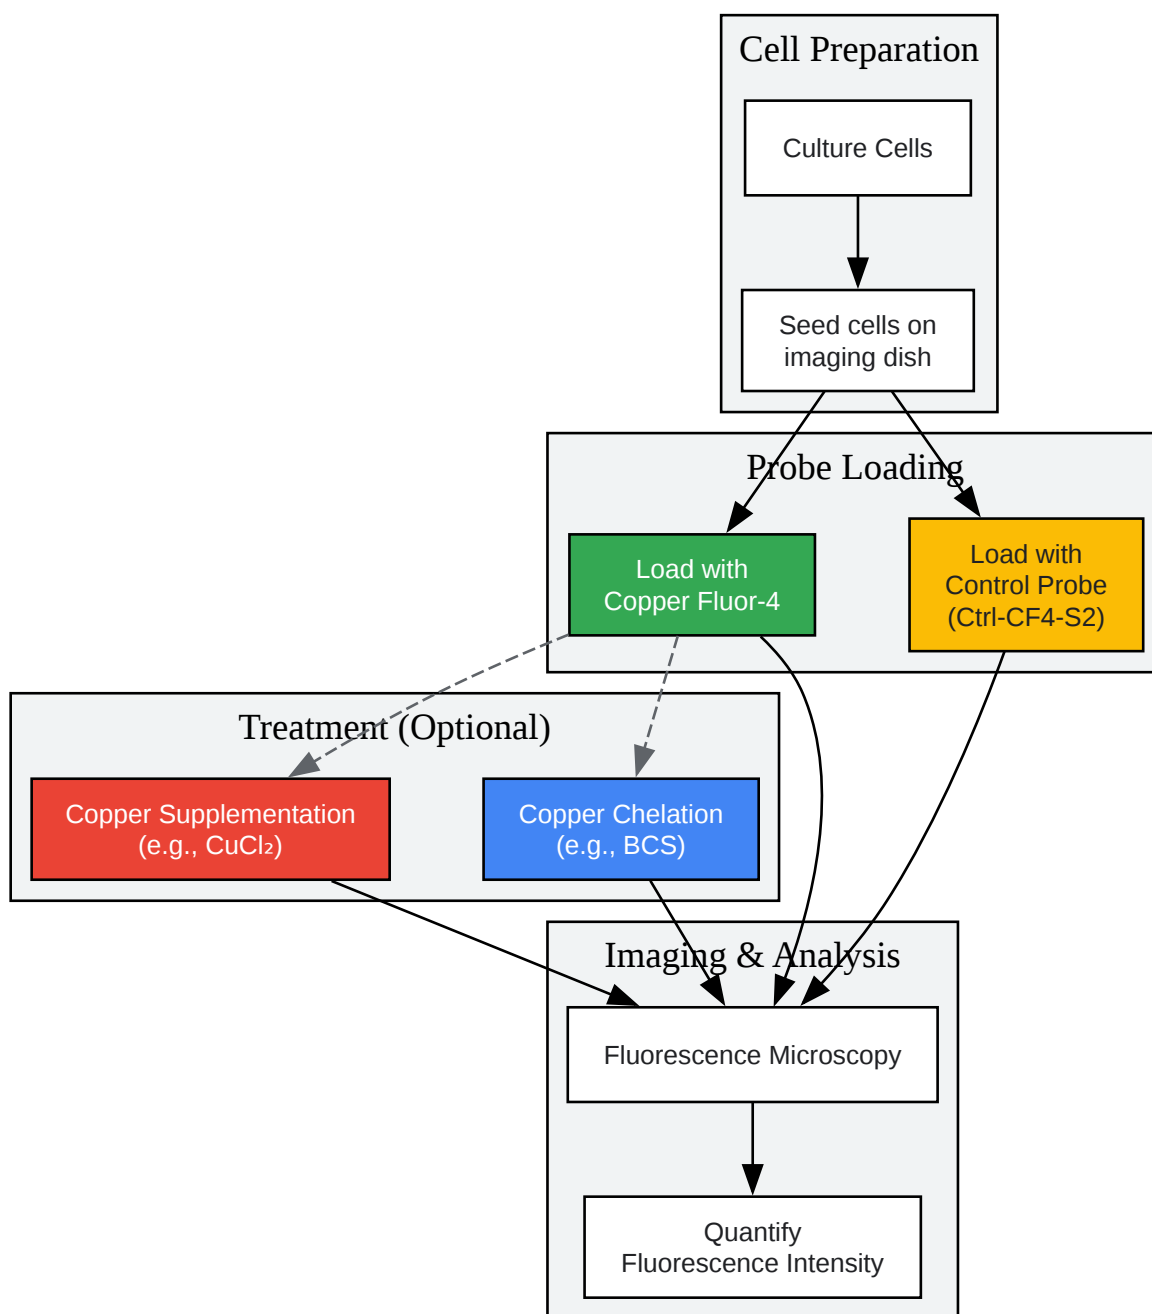 Cell Preparation
Culture Cells
Seed cells on
imaging dish
Probe Loading
Load with
Copper Fluor-4
Load with
Control Probe
(Ctrl-CF4-S2)
Treatment (Optional)
Copper Supplementation
(e.g., CuCl₂)
Copper Chelation
(e.g., BCS)
Imaging & Analysis
Fluorescence Microscopy
Quantify
Fluorescence Intensity